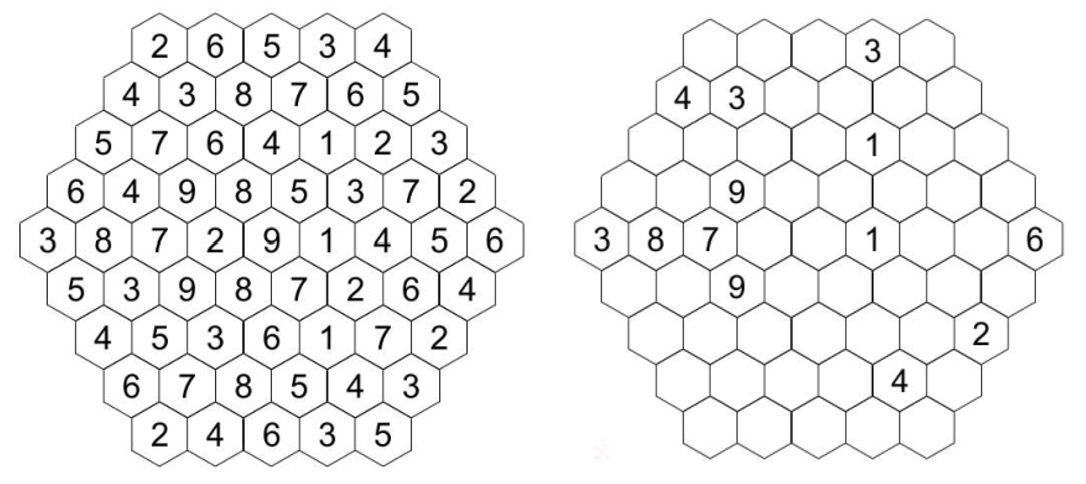 2 6 5 3 4
4 3 8 7 6 5
5 7 6 4 1 2 3
6 4 9 8 5 3 7 2
3 8 7 2 9 1 4 5 6
5 3 9 8 7 2 6 4
4 5 3 6 1 7 2
6 7 8 5 4 3
2 4 6 3 5
3
4 3
1
9
3 8 7 1 6
9
2
4